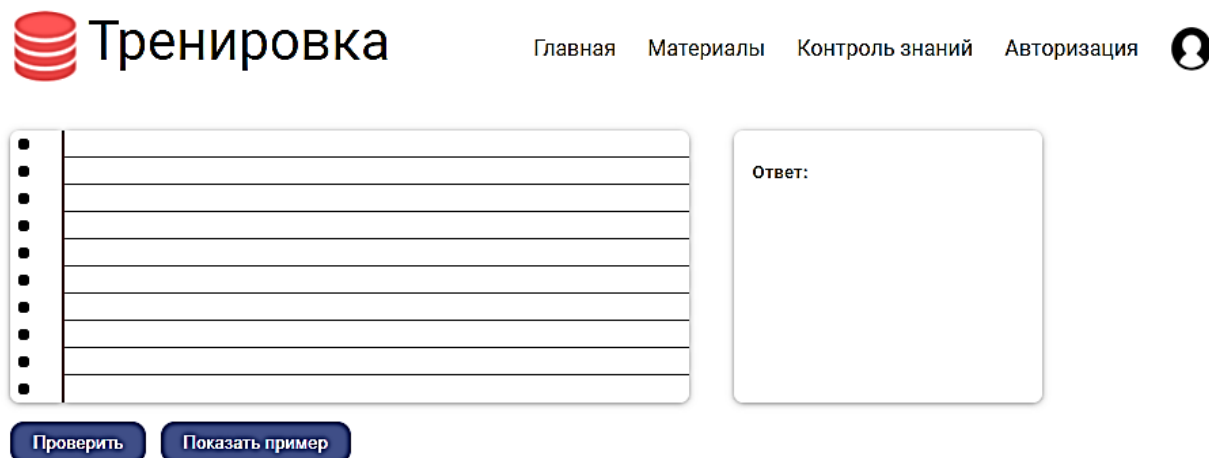 Тренировка
Главная Материалы Контроль знаний Авторизация
Ответ:
Проверить Показать пример